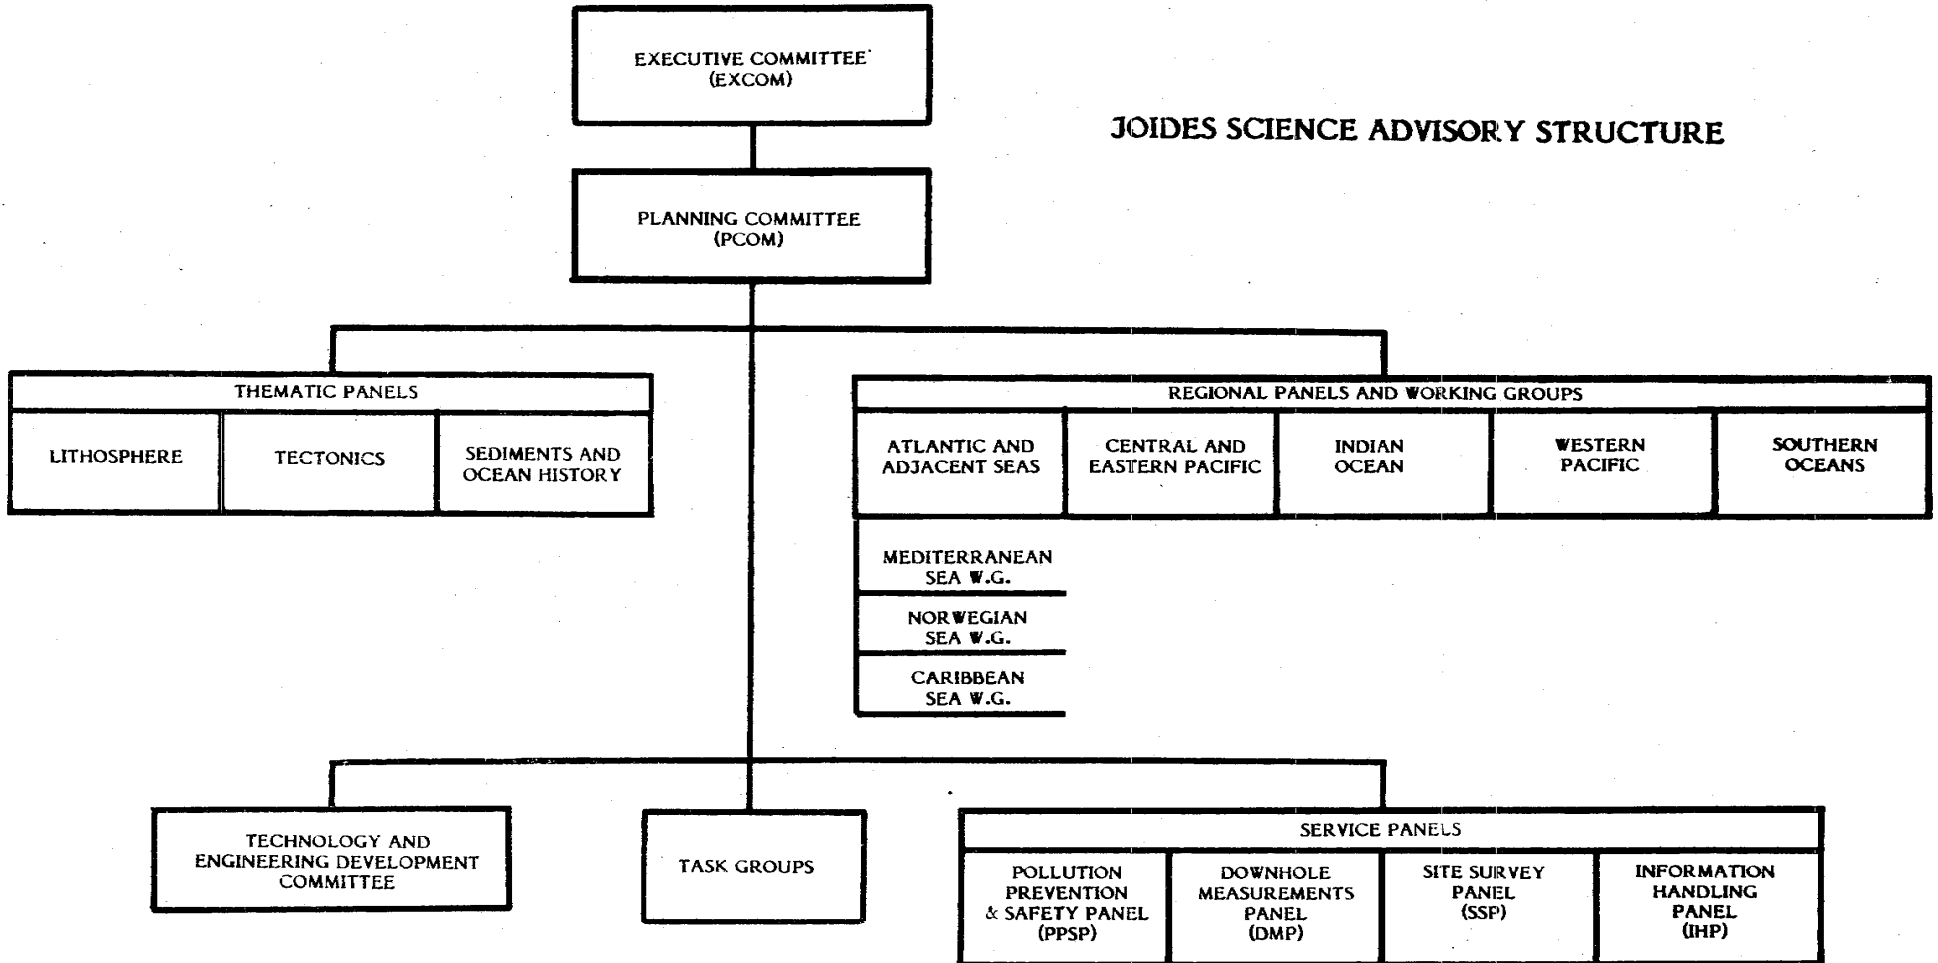 EXECUTIVE COMMITTEE
(EXCOM)
JOIDES SCIENCE ADVISORY STRUCTURE
PLANNING COMMITTEE
(PCOM)
THEMATIC PANELS
LITHOSPHERE
TECTONICS
SEDIMENTS AND
OCEAN HISTORY
REGIONAL PANELS AND WORKING GROUPS
ATLANTIC AND
ADJACENT SEAS
CENTRAL AND
EASTERN PACIFIC
INDIAN
OCEAN
WESTERN
PACIFIC
SOUTHERN
OCEANS
MEDITERRANEAN
SEA W.G.
NORWEGIAN
SEA W.G.
CARIBBEAN
SEA W.G.
TECHNOLOGY AND
ENGINEERING DEVELOPMENT
COMMITTEE
TASK GROUPS
SERVICE PANELS
POLLUTION
PREVENTION
& SAFETY PANEL
(PPSP)
DOWNHOLE
MEASUREMENTS
PANEL
(DMP)
SITE SURVEY
PANEL
(SSP)
INFORMATION
HANDLING
PANEL
(IHP)